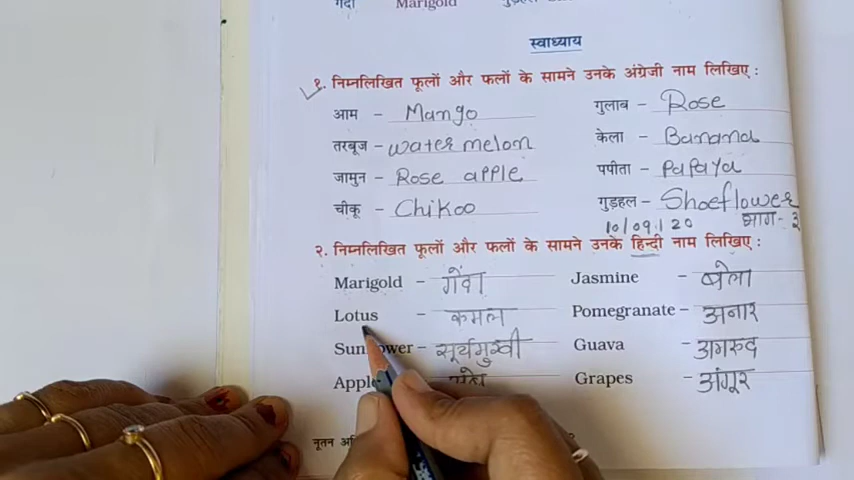 गेंदा Marigold गुड़हल
स्वाध्याय
१. निम्नलिखित फूलों और फलों के सामने उनके अंग्रेजी नाम लिखिए :
आम - Mango गुलाब - Rose
तरबूज - water melon केला - Banana
जामुन - Rose apple पपीता - PaPaya
चीकू - Chikoo गुड़हल - Shoeflower
10/09/20 भाग - ३
२. निम्नलिखित फूलों और फलों के सामने उनके हिन्दी नाम लिखिए :
Marigold - गेंदा Jasmine - बेला
Lotus - कमल Pomegranate - अनार
Sunflower - सूर्यमुखी Guava - अमरुद
Apple - Grapes - अंगूर
नूतन